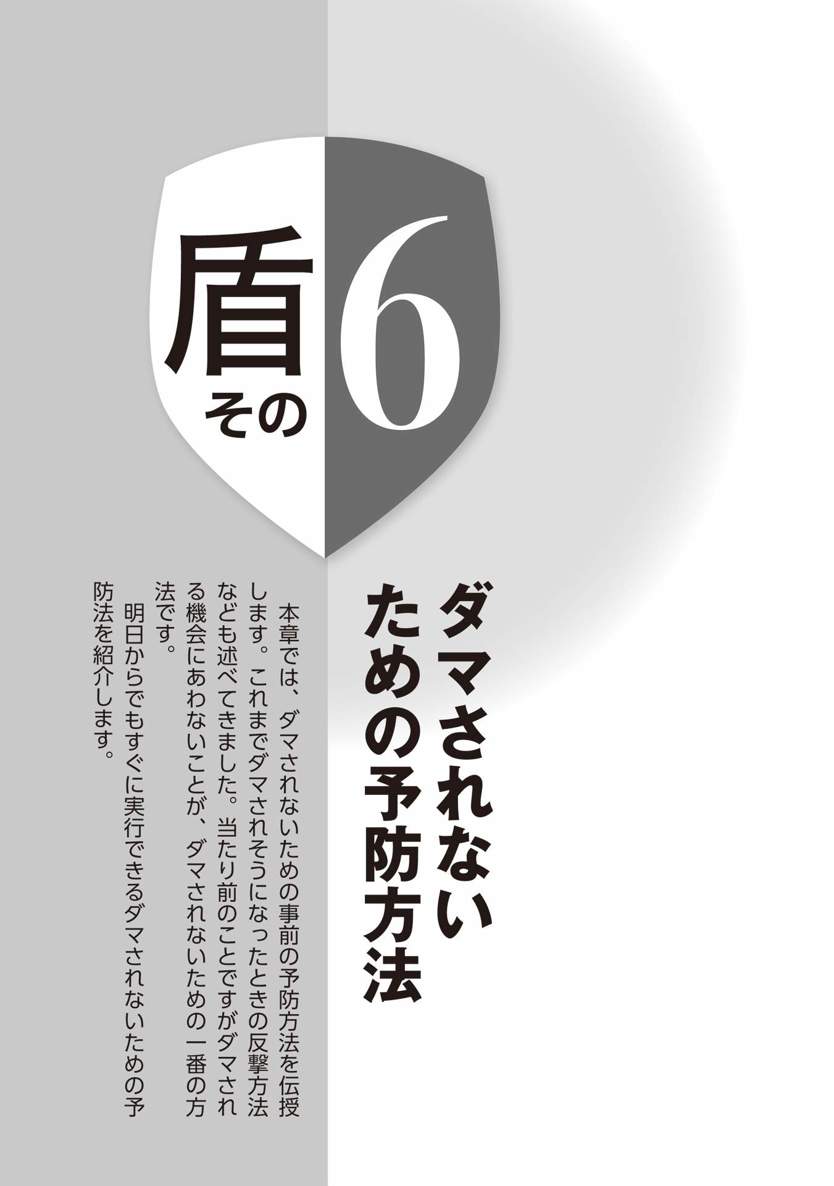 盾
その
6
ダマされない
ための予防方法
本章では、ダマされないための事前の予防方法を伝授
します。これまでダマされそうになったときの反撃方法
なども述べてきました。当たり前のことですがダマされ
る機会にあわないことが、ダマされないための一番の方
法です。
明日からでもすぐに実行できるダマされないための予
防法を紹介します。